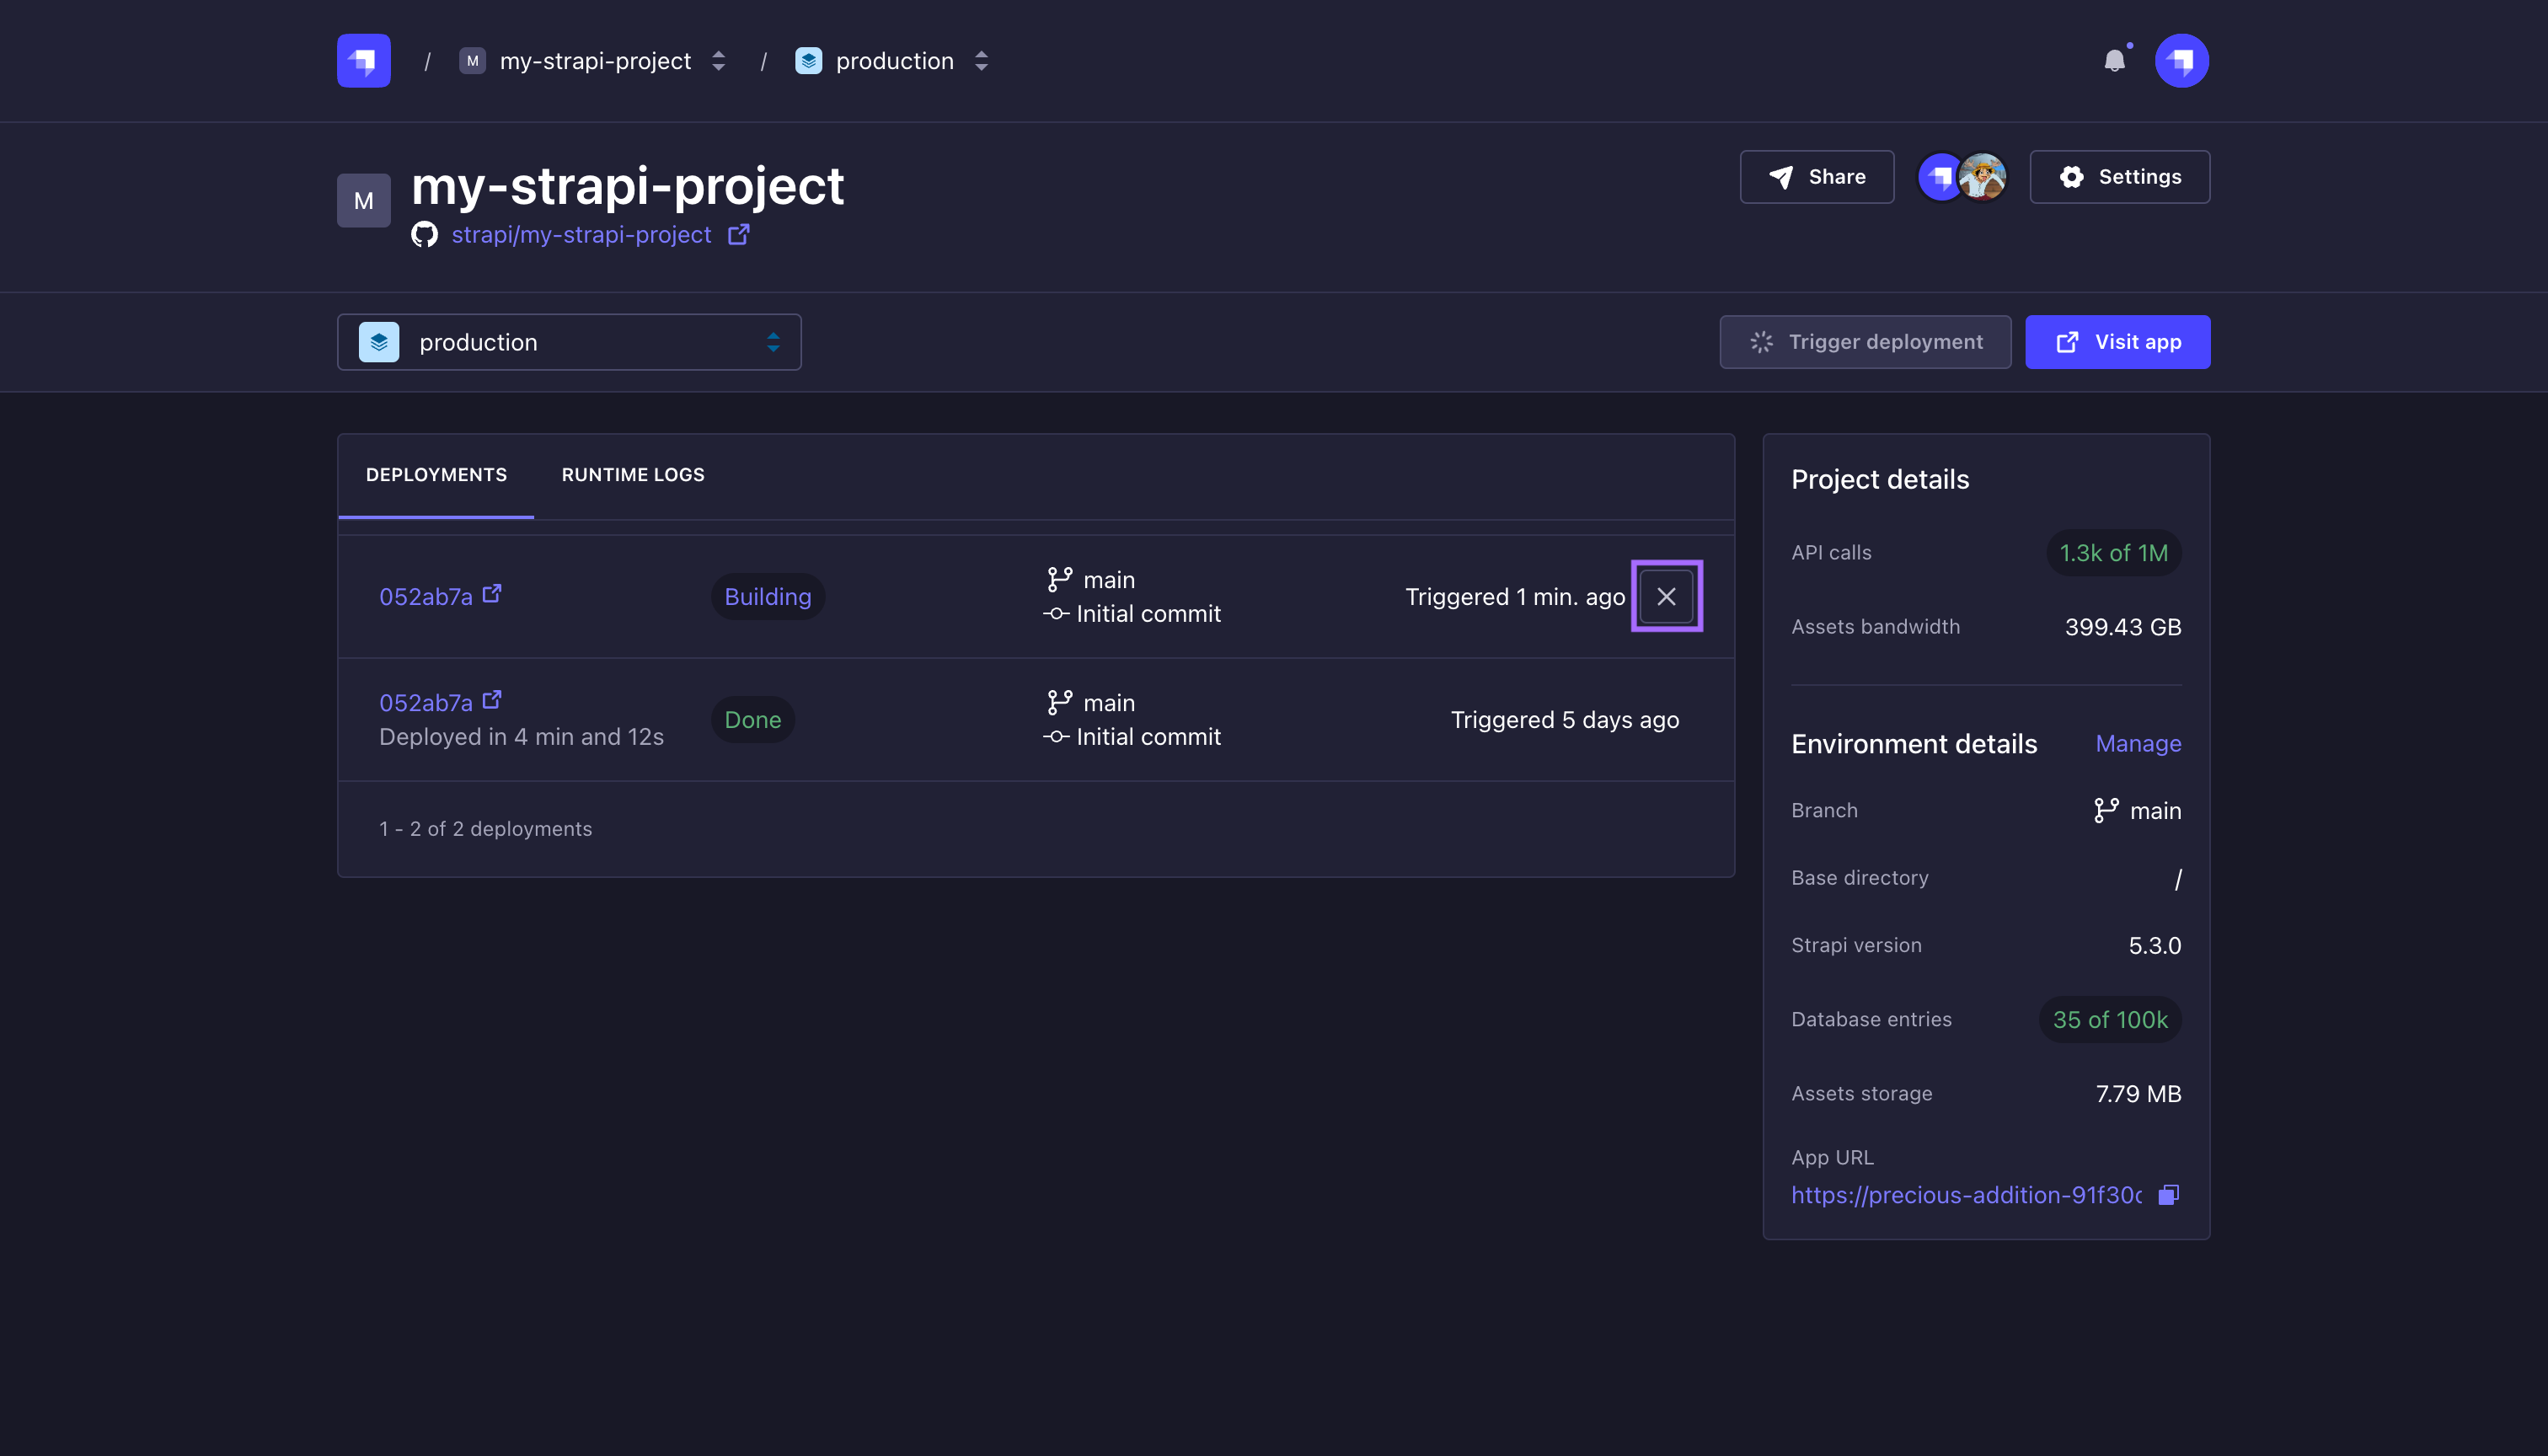 / M my-strapi-project / production
M my-strapi-project
strapi/my-strapi-project
Share
Settings
production
Trigger deployment
Visit app
DEPLOYMENTS RUNTIME LOGS
052ab7a Building main
Initial commit
Triggered 1 min. ago
052ab7a
Deployed in 4 min and 12s
Done
main
Initial commit
Triggered 5 days ago
1 - 2 of 2 deployments
Project details
API calls 1.3k of 1M
Assets bandwidth 399.43 GB
Environment details Manage
Branch main
Base directory /
Strapi version 5.3.0
Database entries 35 of 100k
Assets storage 7.79 MB
App URL
https://precious-addition-91f30